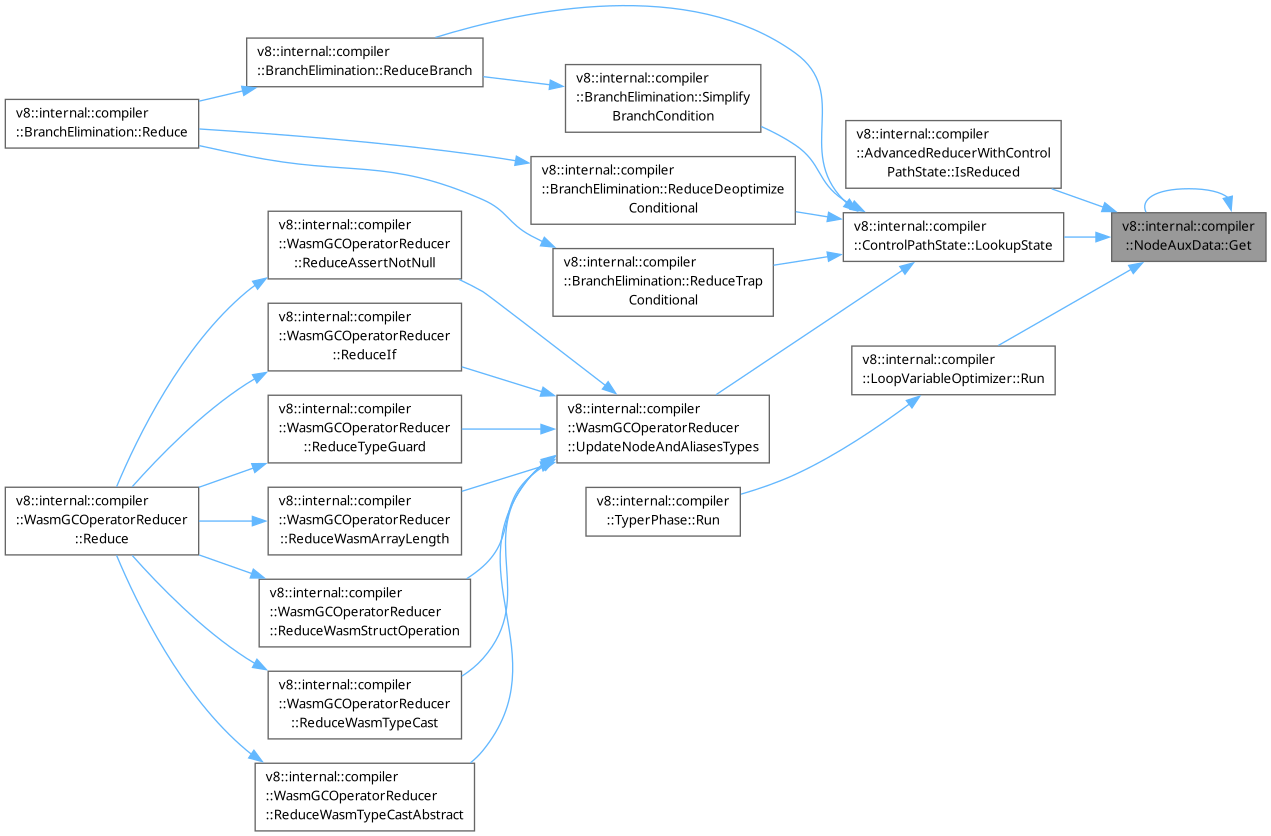 v8::internal::compiler
::BranchElimination::ReduceBranch
v8::internal::compiler
::BranchElimination::Simplify
BranchCondition
v8::internal::compiler
::BranchElimination::Reduce
v8::internal::compiler
::AdvancedReducerWithControl
PathState::IsReduced
v8::internal::compiler
::BranchElimination::ReduceDeoptimize
Conditional
v8::internal::compiler
::WasmGCOperatorReducer
::ReduceAssertNotNull
v8::internal::compiler
::ControlPathState::LookupState
v8::internal::compiler
::NodeAuxData::Get
v8::internal::compiler
::BranchElimination::ReduceTrap
Conditional
v8::internal::compiler
::WasmGCOperatorReducer
::ReduceIf
v8::internal::compiler
::LoopVariableOptimizer::Run
v8::internal::compiler
::WasmGCOperatorReducer
::ReduceTypeGuard
v8::internal::compiler
::WasmGCOperatorReducer
::UpdateNodeAndAliasesTypes
v8::internal::compiler
::WasmGCOperatorReducer
::Reduce
v8::internal::compiler
::WasmGCOperatorReducer
::ReduceWasmArrayLength
v8::internal::compiler
::TyperPhase::Run
v8::internal::compiler
::WasmGCOperatorReducer
::ReduceWasmStructOperation
v8::internal::compiler
::WasmGCOperatorReducer
::ReduceWasmTypeCast
v8::internal::compiler
::WasmGCOperatorReducer
::ReduceWasmTypeCastAbstract